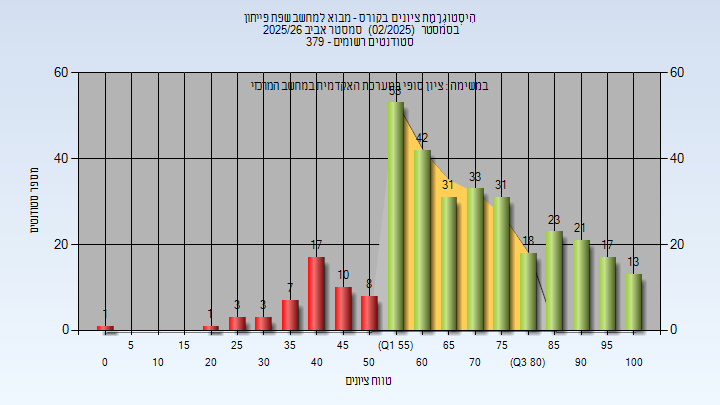 הִיסְטוֹגְרַמַת ציונים בקורס - מבוא למחשב שפת פייתון
בסמסטר (02/2025) סמסטר אביב 2025/26
סטודנטים רשומים - 379
במשימה : ציון סופי במערכת האקדמית במחשב המרכזי
מספר סטודנטים
60 40 20 0
60 40 20 0
1 1 3 3 7 17 10 8 53 42 31 33 31 18 23 21 17 13
5 15 25 35 45 (Q1 55) 65 75 85 95
0 10 20 30 40 50 60 70 (Q3 80) 90 100
טווח ציונים